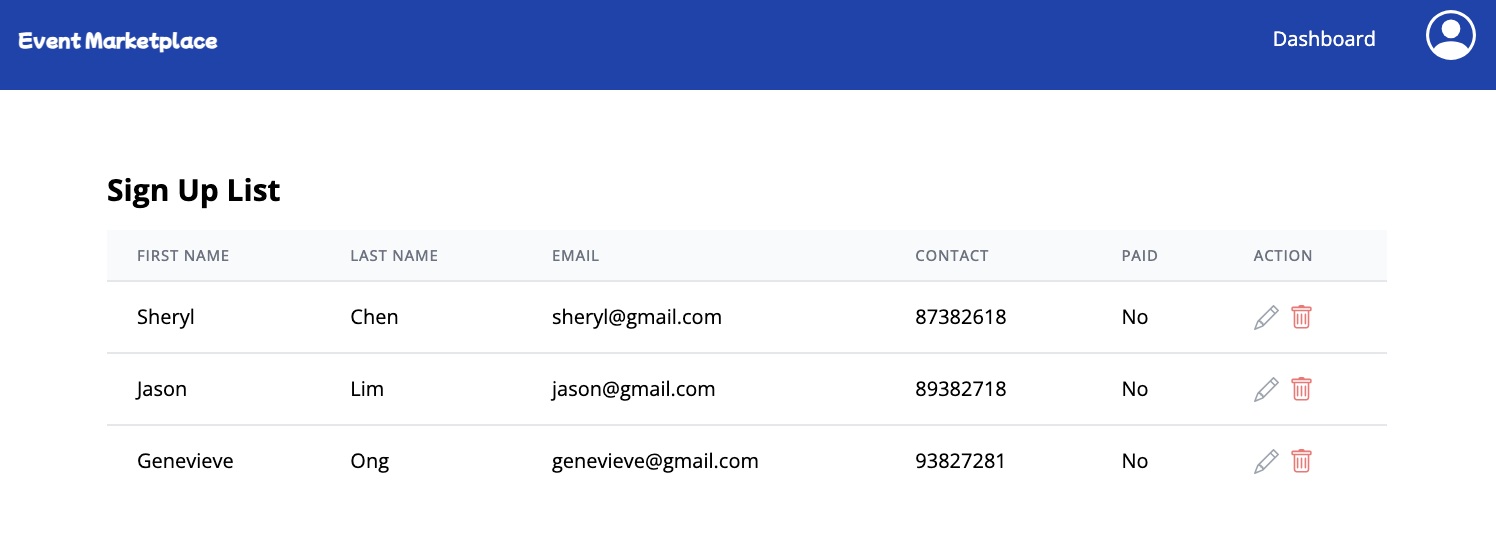 Event Marketplace Dashboard
Sign Up List
FIRST NAME LAST NAME EMAIL CONTACT PAID ACTION
Sheryl Chen sheryl@gmail.com 87382618 No
Jason Lim jason@gmail.com 89382718 No
Genevieve Ong genevieve@gmail.com 93827281 No